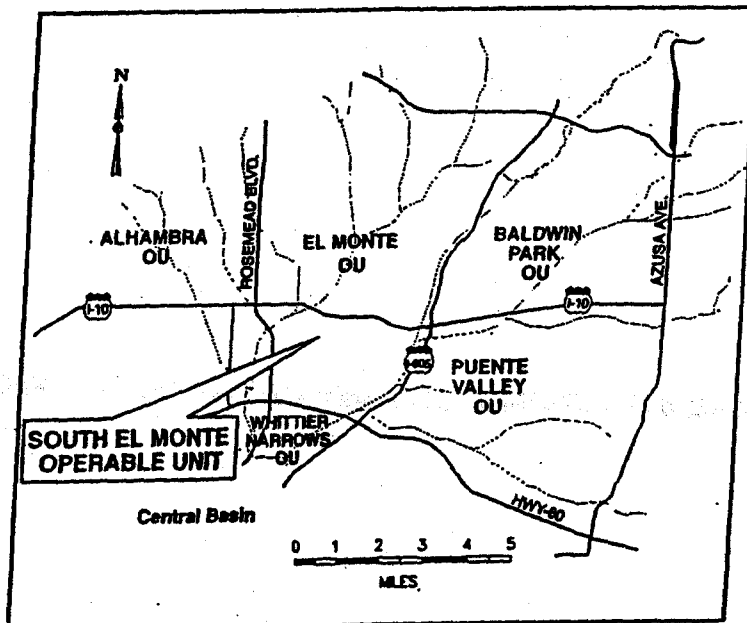 N
ROSEMEAD BLVD.
ALHAMBRA
OU
EL MONTE
OU
BALDWIN
PARK
OU
AZUSA AVE.
I-10
I-10
I-605
PUENTE
VALLEY
OU
SOUTH EL MONTE
OPERABLE UNIT
WHITTIER
NARROWS
OU
HWY-60
Central Basin
0 1 2 3 4 5
MILES